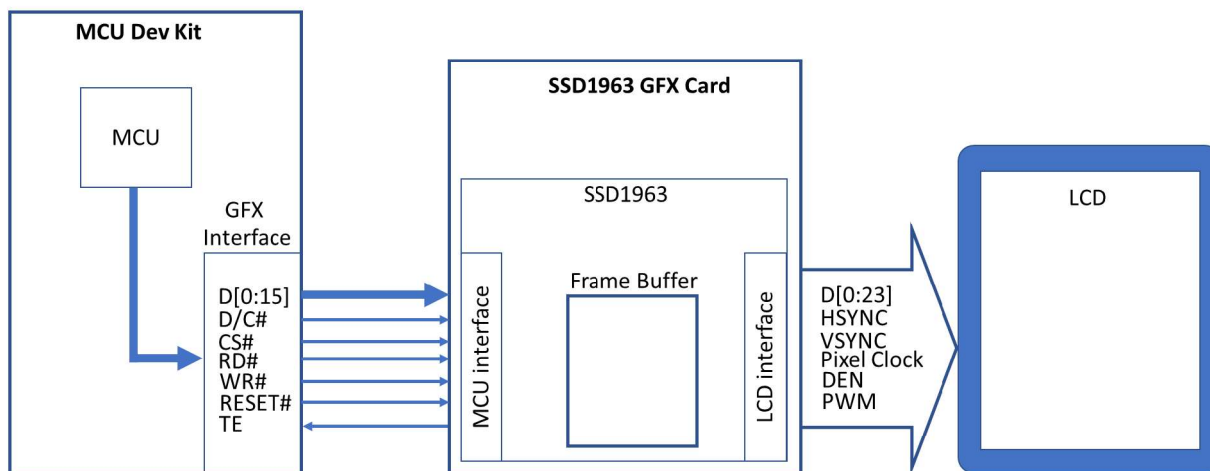 MCU Dev Kit
MCU
GFX
Interface
D[0:15]
D/C#
CS#
RD#
WR#
RESET#
TE
SSD1963 GFX Card
SSD1963
MCU interface
Frame Buffer
LCD interface
D[0:23]
HSYNC
VSYNC
Pixel Clock
DEN
PWM
LCD